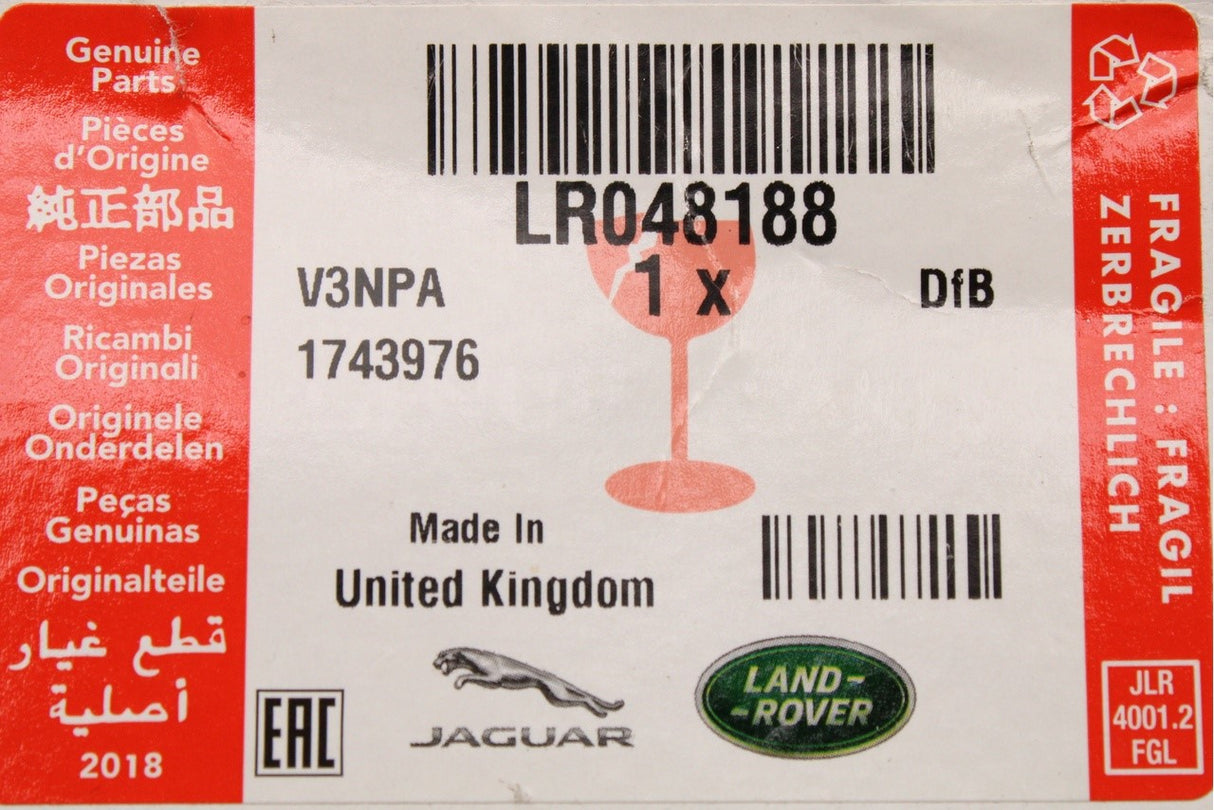 Genuine
Parts
Pièces
d'Origine
純正部品
Piezas
Originales
Ricambi
Originali
Originele
Onderdelen
Peças
Genuinas
Originalteile
قطع غيار
أصلية
2018
LR048188
1 x
V3NPA
DfB
1743976
Made In
United Kingdom
EAC
JAGUAR
LAND-
-ROVER
FRAGILE : FRAGIL
ZERBRECHLICH
JLR
4001.2
FGL